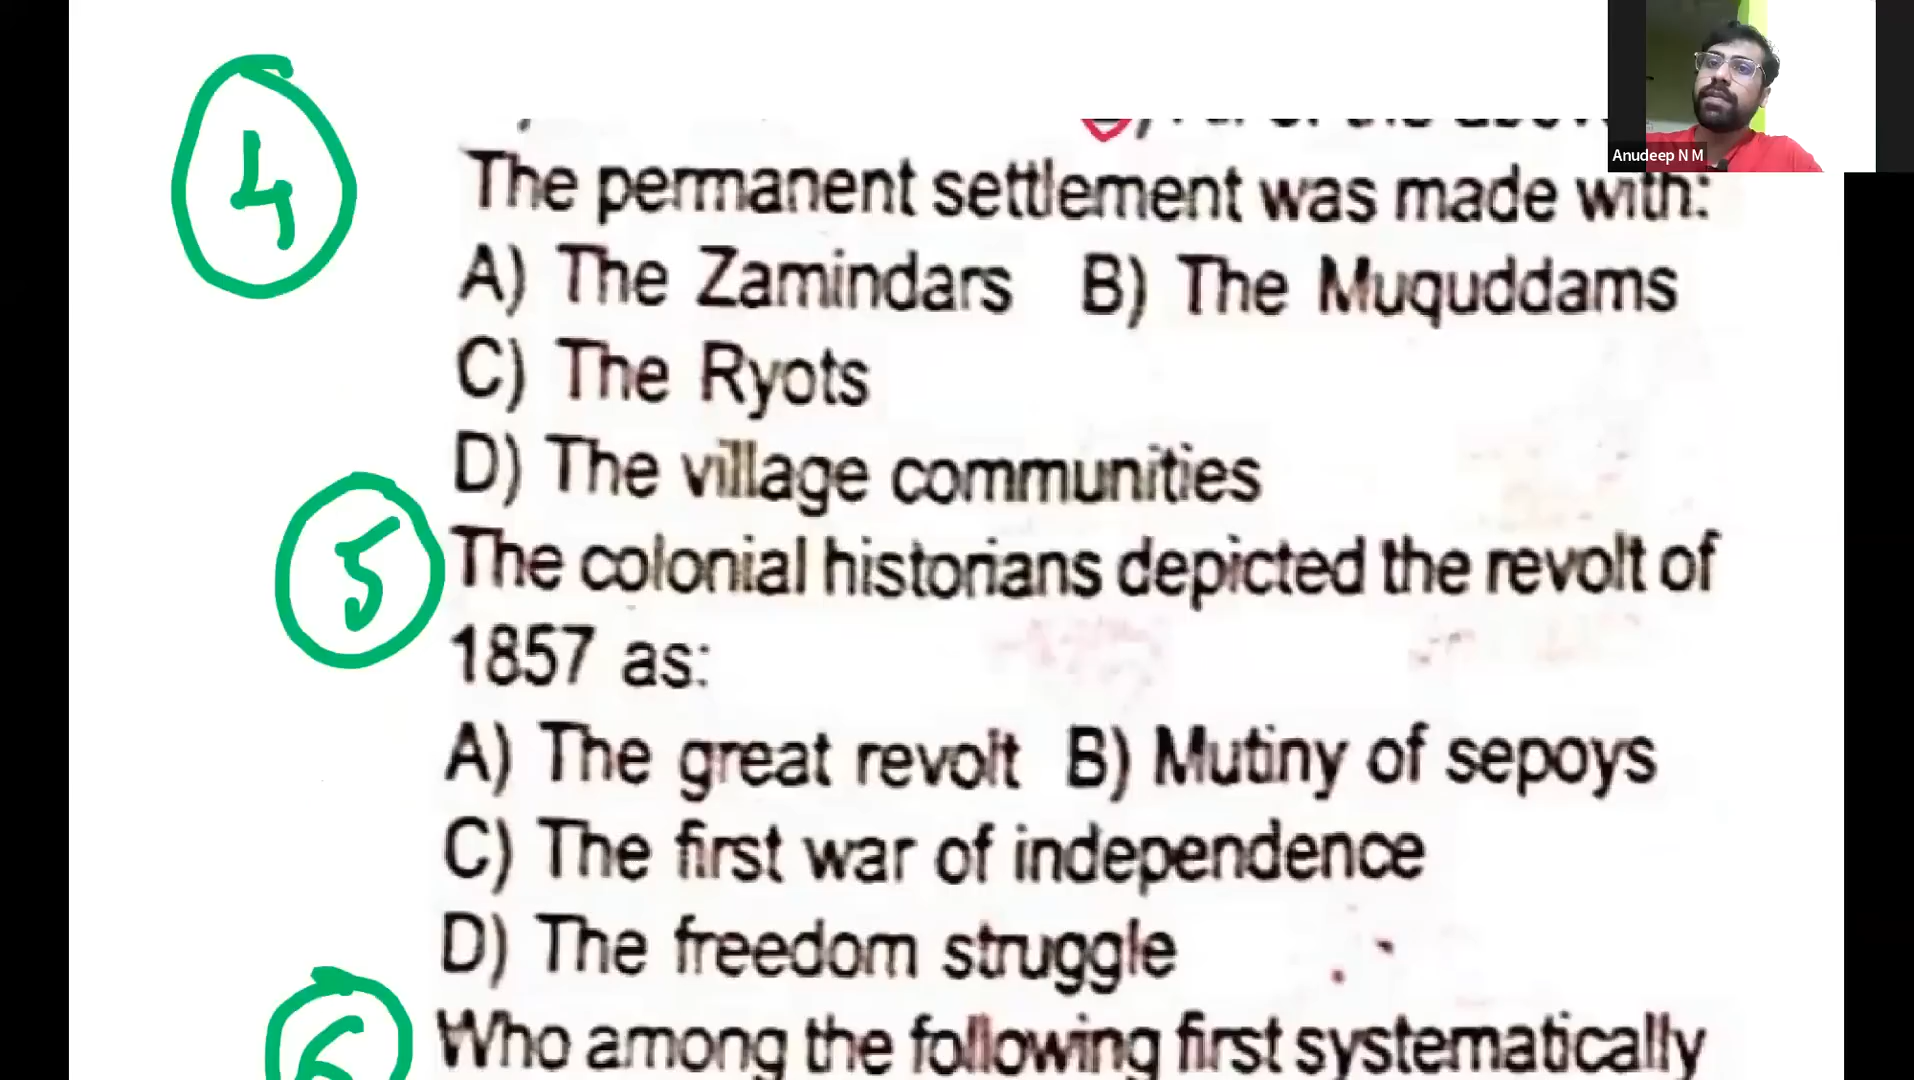 4
Anudeep N M
The permanent settlement was made with:
A) The Zamindars B) The Muquddams
C) The Ryots
D) The village communities
5
The colonial historians depicted the revolt of
1857 as:
A) The great revolt B) Mutiny of sepoys
C) The first war of independence
D) The freedom struggle
6
Who among the following first systematically